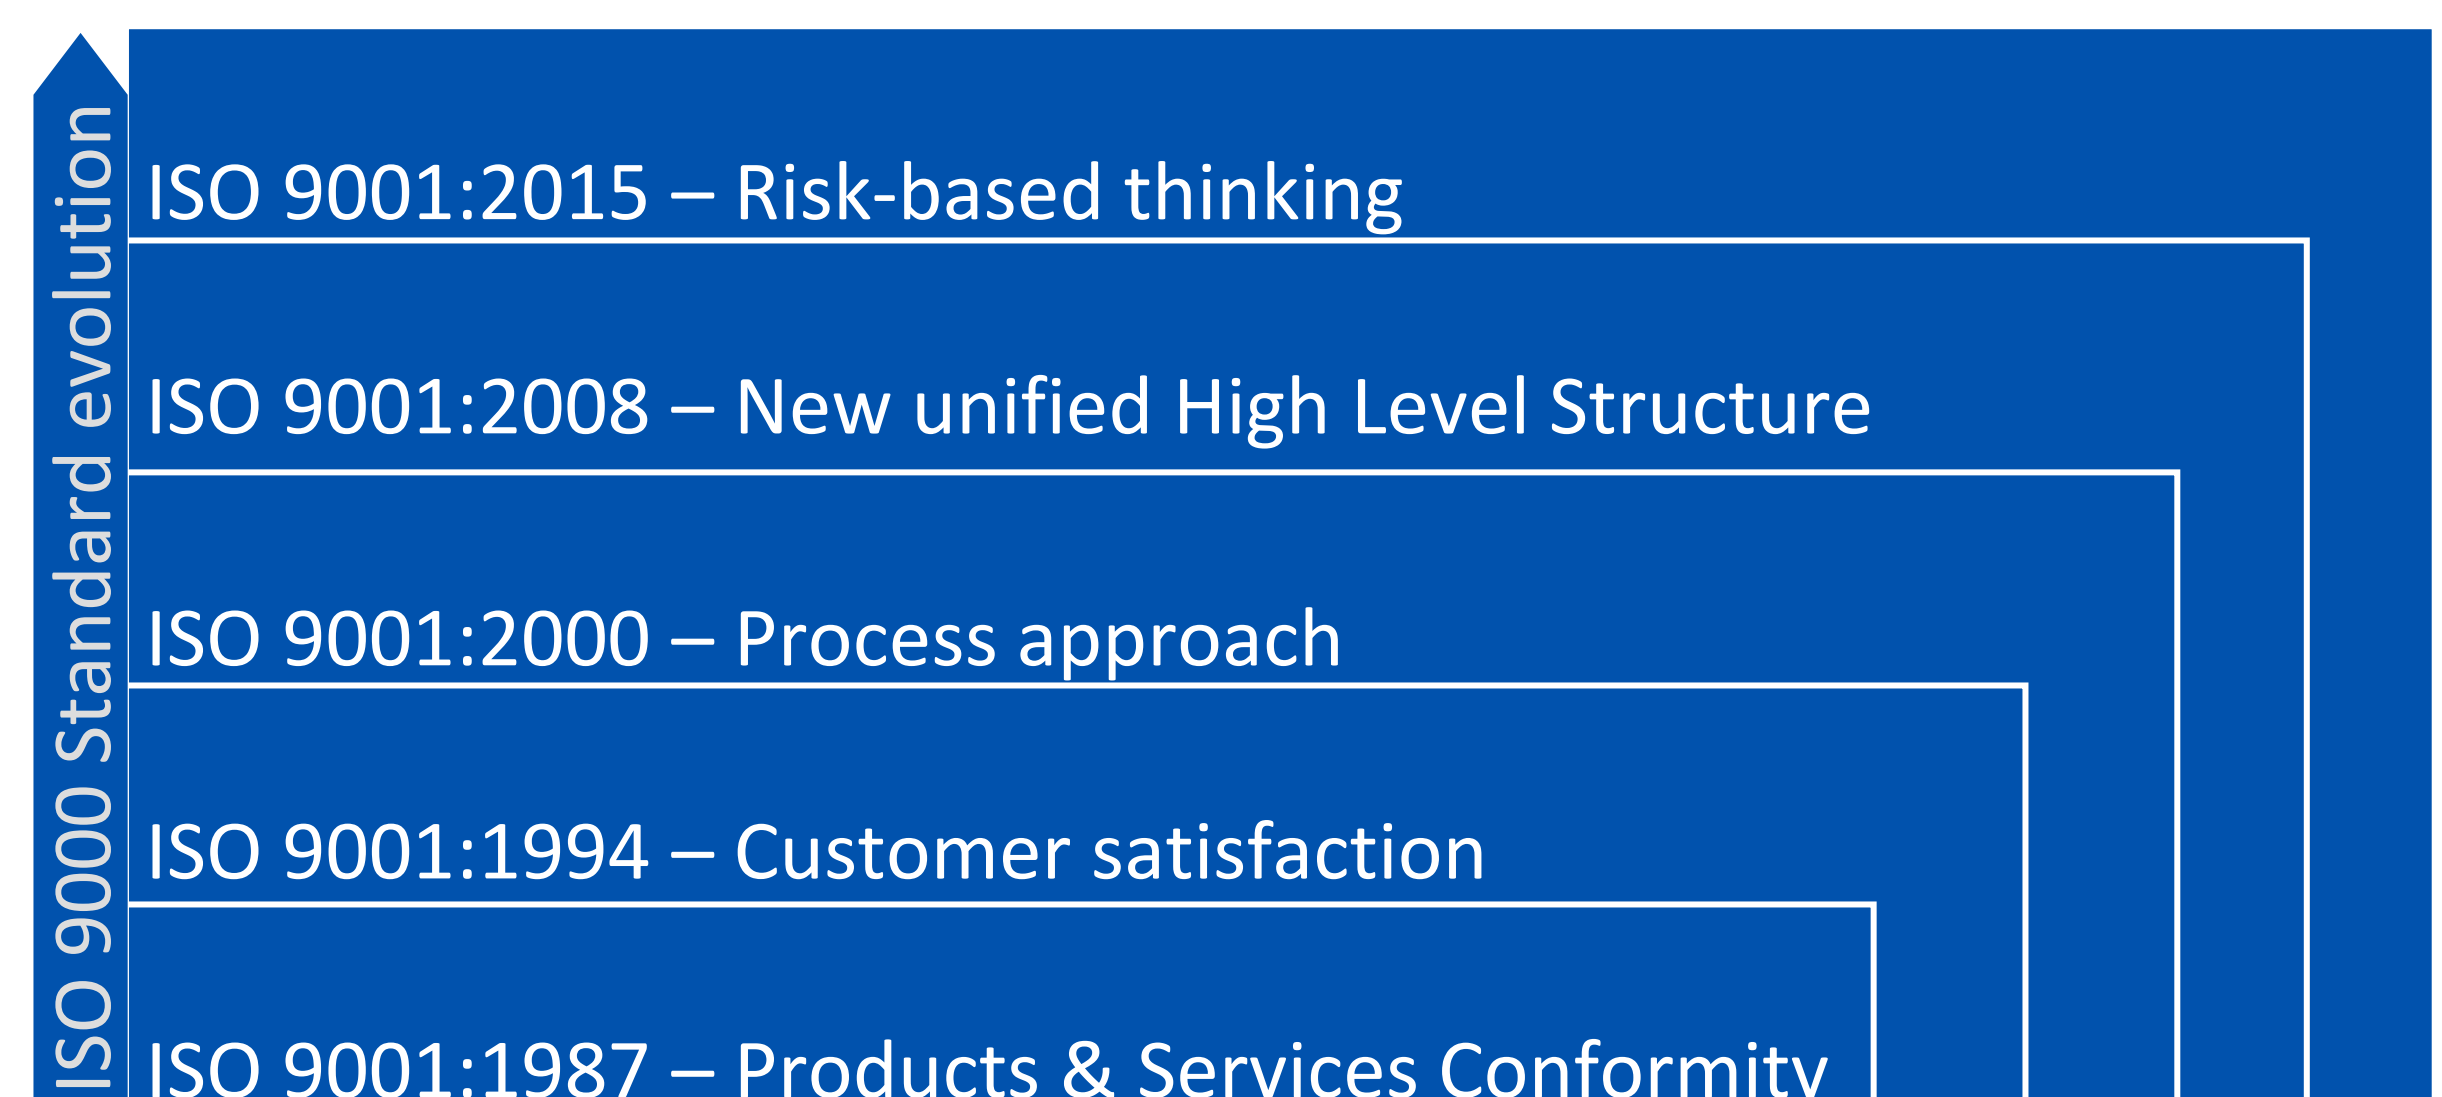 ISO 9000 Standard evolution
ISO 9001:2015 – Risk-based thinking
ISO 9001:2008 – New unified High Level Structure
ISO 9001:2000 – Process approach
ISO 9001:1994 – Customer satisfaction
ISO 9001:1987 – Products & Services Conformity